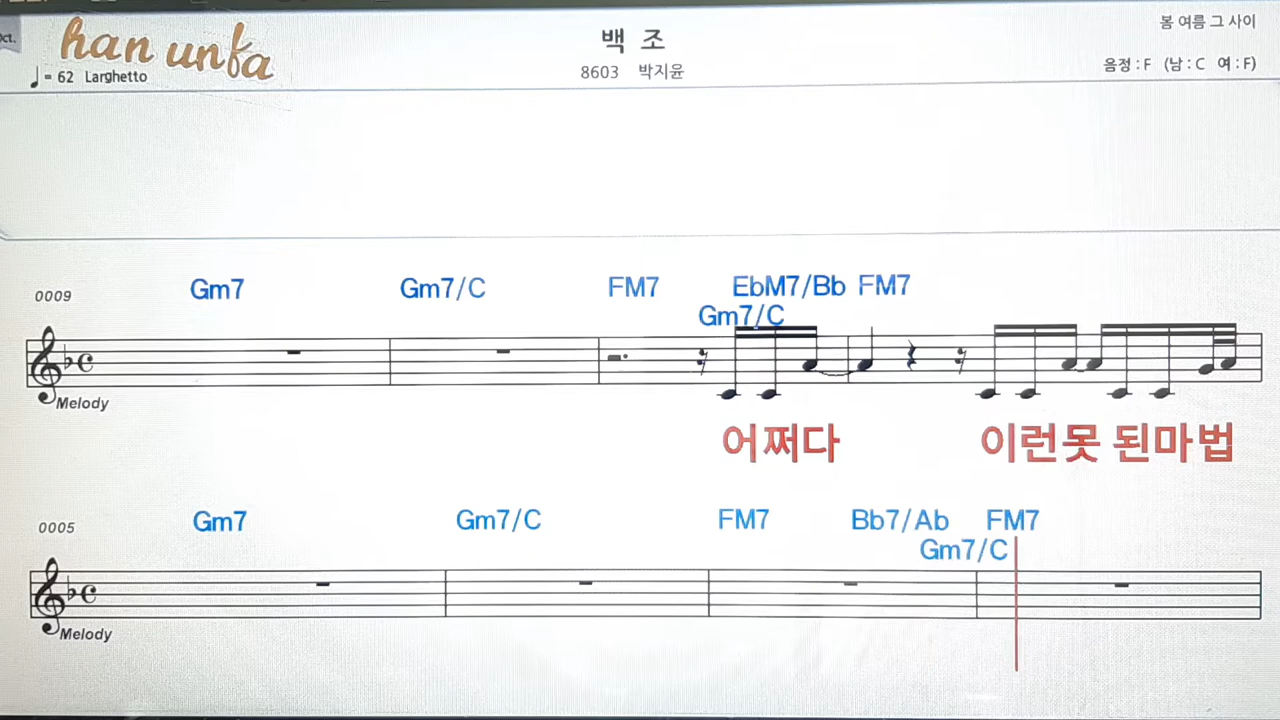 ct.
han unfa
♩ = 62 Larghetto
백 조
8603 박지윤
봄 여름 그 사이
음정 : F (남 : C 여 : F)
0009
Gm7 Gm7/C FM7 EbM7/Bb FM7
Gm7/C
Melody
어쩌다 이런못 된마법
0005
Gm7 Gm7/C FM7 Bb7/Ab FM7
Gm7/C
Melody